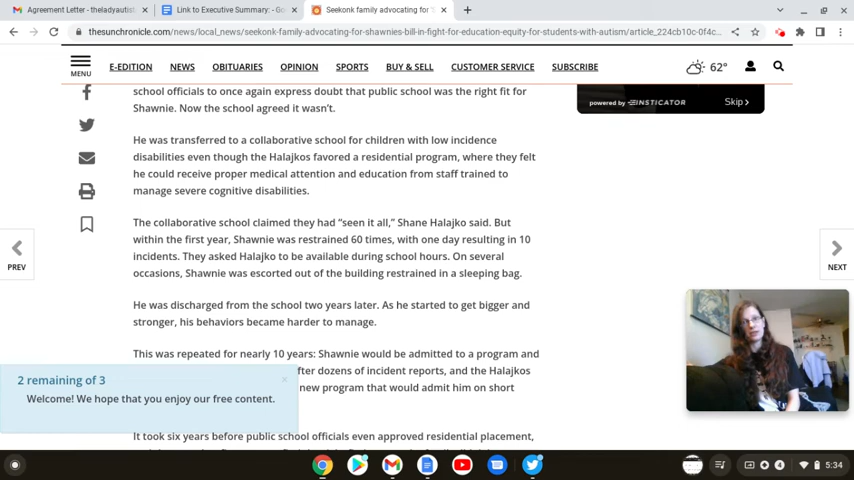 Agreement Letter - theladyautist
Link to Executive Summary: - Go
Seekonk family advocating for '
thesunchronicle.com/news/local_news/seekonk-family-advocating-for-shawnies-bill-in-fight-for-education-equity-for-students-with-autism/article_224cb10c-0f4c...
MENU
E-EDITION NEWS OBITUARIES OPINION SPORTS BUY & SELL CUSTOMER SERVICE SUBSCRIBE
62°
school officials to once again express doubt that public school was the right fit for
Shawnie. Now the school agreed it wasn't.
powered by INSTICATOR Skip
He was transferred to a collaborative school for children with low incidence
disabilities even though the Halajkos favored a residential program, where they felt
he could receive proper medical attention and education from staff trained to
manage severe cognitive disabilities.
The collaborative school claimed they had “seen it all,” Shane Halajko said. But
within the first year, Shawnie was restrained 60 times, with one day resulting in 10
incidents. They asked Halajko to be available during school hours. On several
occasions, Shawnie was escorted out of the building restrained in a sleeping bag.
PREV
NEXT
He was discharged from the school two years later. As he started to get bigger and
stronger, his behaviors became harder to manage.
This was repeated for nearly 10 years: Shawnie would be admitted to a program and
fter dozens of incident reports, and the Halajkos
new program that would admit him on short
2 remaining of 3
Welcome! We hope that you enjoy our free content.
It took six years before public school officials even approved residential placement,
4
5:34